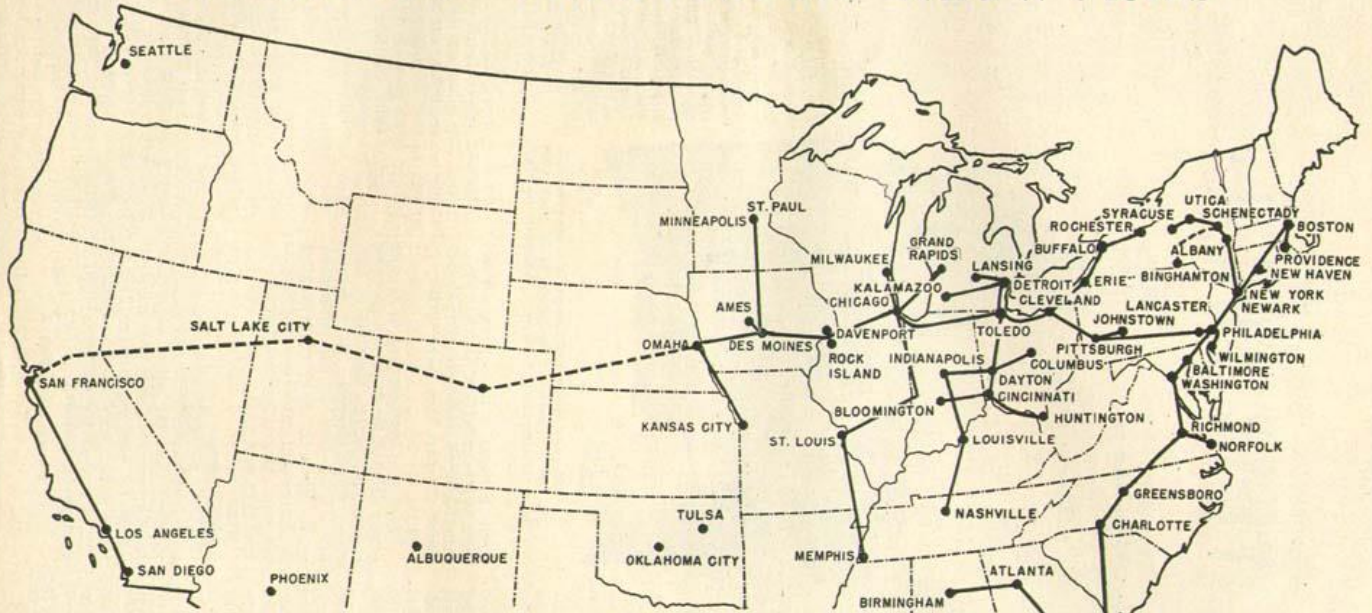 SEATTLE
ST. PAUL
MINNEAPOLIS
UTICA
SYRACUSE
SCHENECTADY
ROCHESTER
BOSTON
BUFFALO
GRAND
RAPIDS
ALBANY
PROVIDENCE
MILWAUKEE
LANSING
ERIE
BINGHAMTON
NEW HAVEN
KALAMAZOO
DETROIT
NEW YORK
CHICAGO
CLEVELAND
NEWARK
AMES
LANCASTER
SALT LAKE CITY
DAVENPORT
TOLEDO
JOHNSTOWN
PHILADELPHIA
OMAHA
DES MOINES
PITTSBURGH
ROCK
ISLAND
INDIANAPOLIS
COLUMBUS
WILMINGTON
BALTIMORE
SAN FRANCISCO
DAYTON
WASHINGTON
CINCINNATI
BLOOMINGTON
HUNTINGTON
KANSAS CITY
RICHMOND
ST. LOUIS
LOUISVILLE
NORFOLK
GREENSBORO
NASHVILLE
TULSA
CHARLOTTE
LOS ANGELES
ALBUQUERQUE
OKLAHOMA CITY
MEMPHIS
SAN DIEGO
PHOENIX
ATLANTA
BIRMINGHAM